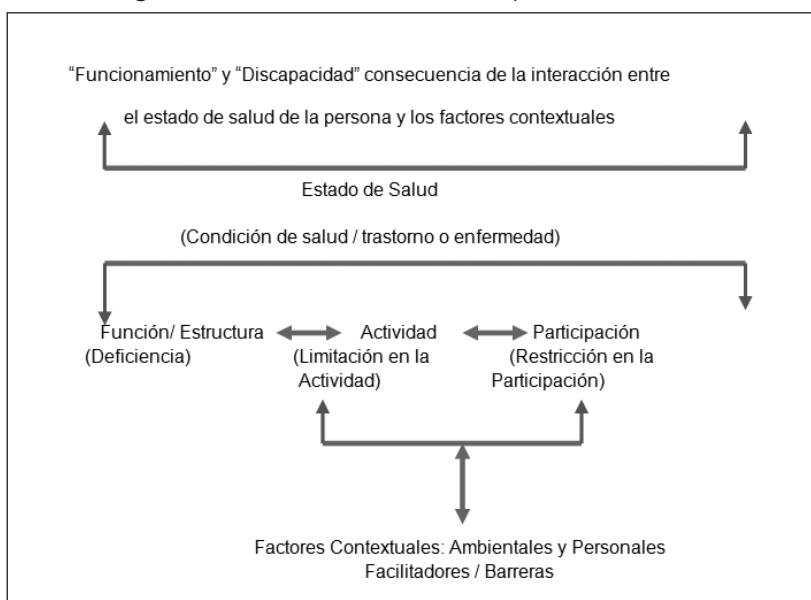 “Funcionamiento” y “Discapacidad” consecuencia de la interacción entre
el estado de salud de la persona y los factores contextuales
Estado de Salud
(Condición de salud / trastorno o enfermedad)
Función/ Estructura
(Deficiencia)
Actividad
(Limitación en la
Actividad)
Participación
(Restricción en la
Participación)
Factores Contextuales: Ambientales y Personales
Facilitadores / Barreras